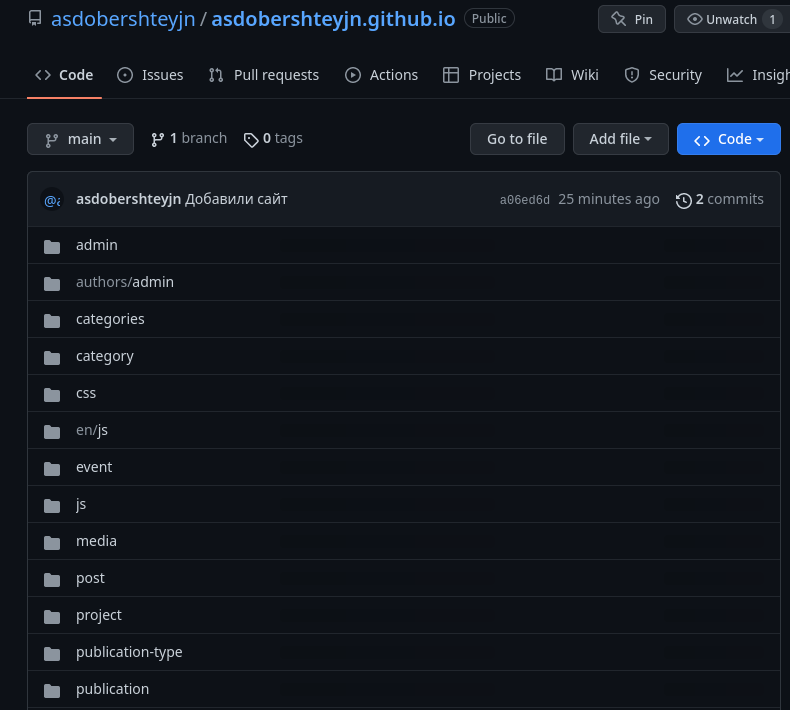 asdobershteyjn / asdobershteyjn.github.io Public Pin Unwatch 1
Code Issues Pull requests Actions Projects Wiki Security Insigh
main 1 branch 0 tags Go to file Add file Code
asdobershteyjn Добавили сайт a06ed6d 25 minutes ago 2 commits
admin
authors/admin
categories
category
css
en/js
event
js
media
post
project
publication-type
publication